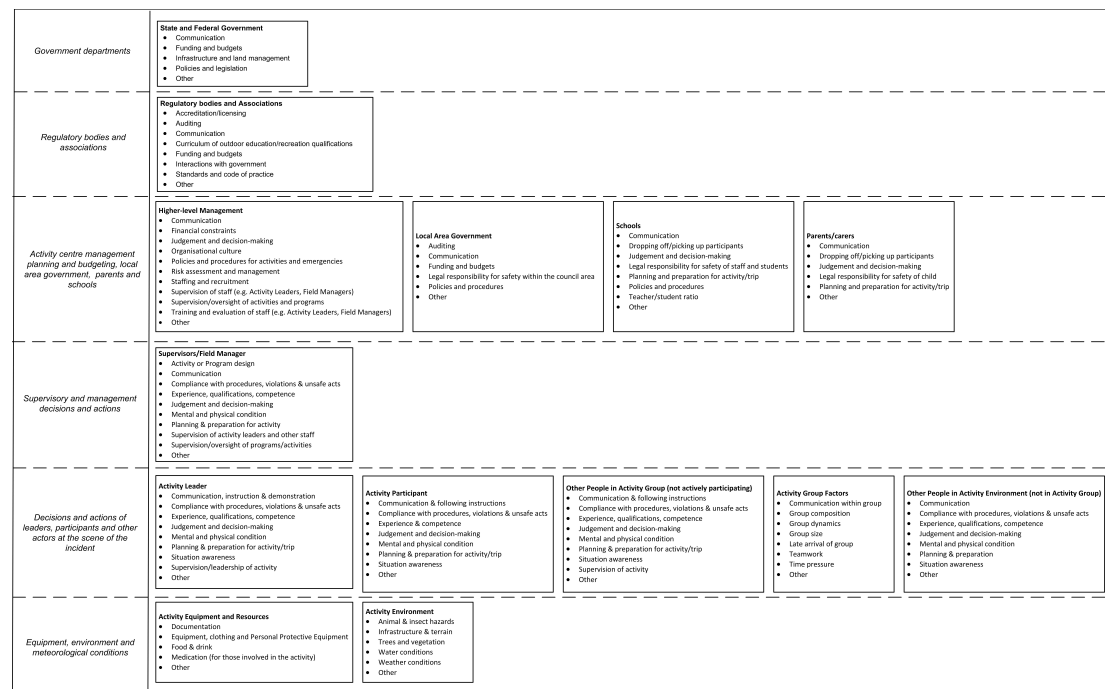 Government departments
State and Federal Government
• Communication
• Funding and budgets
• Infrastructure and land management
• Policies and legislation
• Other
Regulatory bodies and
associations
Regulatory bodies and Associations
• Accreditation/licensing
• Auditing
• Communication
• Curriculum of outdoor education/recreation qualifications
• Funding and budgets
• Interactions with government
• Standards and code of practice
• Other
Activity centre management
planning and budgeting, local
area government, parents and
schools
Higher-level Management
• Communication
• Financial constraints
• Judgement and decision-making
• Organisational culture
• Policies and procedures for activities and emergencies
• Risk assessment and management
• Staffing and recruitment
• Supervision of staff (e.g. Activity Leaders, Field Managers)
• Supervision/oversight of activities and programs
• Training and evaluation of staff (e.g. Activity Leaders, Field Managers)
• Other
Local Area Government
• Auditing
• Communication
• Funding and budgets
• Legal responsibility for safety within the council area
• Policies and procedures
• Other
Schools
• Communication
• Dropping off/picking up participants
• Judgement and decision-making
• Legal responsibility for safety of staff and students
• Planning and preparation for activity/trip
• Policies and procedures
• Teacher/student ratio
• Other
Parents/carers
• Communication
• Dropping off/picking up participants
• Judgement and decision-making
• Legal responsibility for safety of child
• Planning and preparation for activity/trip
• Other
Supervisory and management
decisions and actions
Supervisors/Field Manager
• Activity or Program design
• Communication
• Compliance with procedures, violations & unsafe acts
• Experience, qualifications, competence
• Judgement and decision-making
• Mental and physical condition
• Planning & preparation for activity
• Supervision of activity leaders and other staff
• Supervision/oversight of programs/activities
• Other
Decisions and actions of
leaders, participants and other
actors at the scene of the
incident
Activity Leader
• Communication, instruction & demonstration
• Compliance with procedures, violations & unsafe acts
• Experience, qualifications, competence
• Judgement and decision-making
• Mental and physical condition
• Planning & preparation for activity/trip
• Situation awareness
• Supervision/leadership of activity
• Other
Activity Participant
• Communication & following instructions
• Compliance with procedures, violations & unsafe acts
• Experience & competence
• Judgement and decision-making
• Mental and physical condition
• Planning & preparation for activity/trip
• Situation awareness
• Other
Other People in Activity Group (not actively participating)
• Communication & following instructions
• Compliance with procedures, violations & unsafe acts
• Experience, qualifications, competence
• Judgement and decision-making
• Mental and physical condition
• Planning & preparation for activity/trip
• Situation awareness
• Supervision of activity
• Other
Activity Group Factors
• Communication within group
• Group composition
• Group dynamics
• Group size
• Late arrival of group
• Teamwork
• Time pressure
• Other
Other People in Activity Environment (not in Activity Group)
• Communication
• Compliance with procedures, violations & unsafe acts
• Experience, qualifications, competence
• Judgement and decision-making
• Mental and physical condition
• Planning & preparation
• Situation awareness
• Other
Equipment, environment and
meteorological conditions
Activity Equipment and Resources
• Documentation
• Equipment, clothing and Personal Protective Equipment
• Food & drink
• Medication (for those involved in the activity)
• Other
Activity Environment
• Animal & insect hazards
• Infrastructure & terrain
• Trees and vegetation
• Water conditions
• Weather conditions
• Other